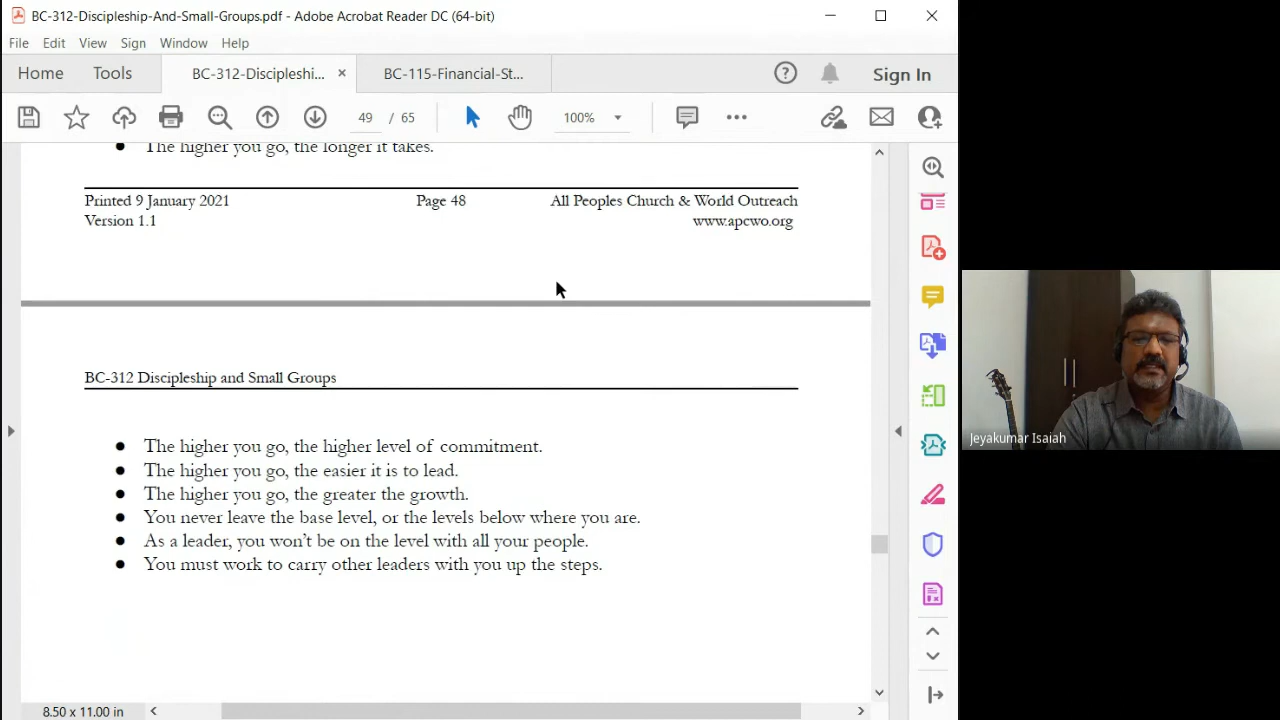 BC-312-Discipleship-And-Small-Groups.pdf - Adobe Acrobat Reader DC (64-bit)
File Edit View Sign Window Help
Home Tools BC-312-Discipleshi... × BC-115-Financial-St... Sign In
49 / 65 100%
● The higher you go, the longer it takes.
Printed 9 January 2021 Page 48 All Peoples Church & World Outreach
Version 1.1 www.apcwo.org
BC-312 Discipleship and Small Groups
● The higher you go, the higher level of commitment.
● The higher you go, the easier it is to lead.
● The higher you go, the greater the growth.
● You never leave the base level, or the levels below where you are.
● As a leader, you won't be on the level with all your people.
● You must work to carry other leaders with you up the steps.
Jeyakumar Isaiah
8.50 x 11.00 in